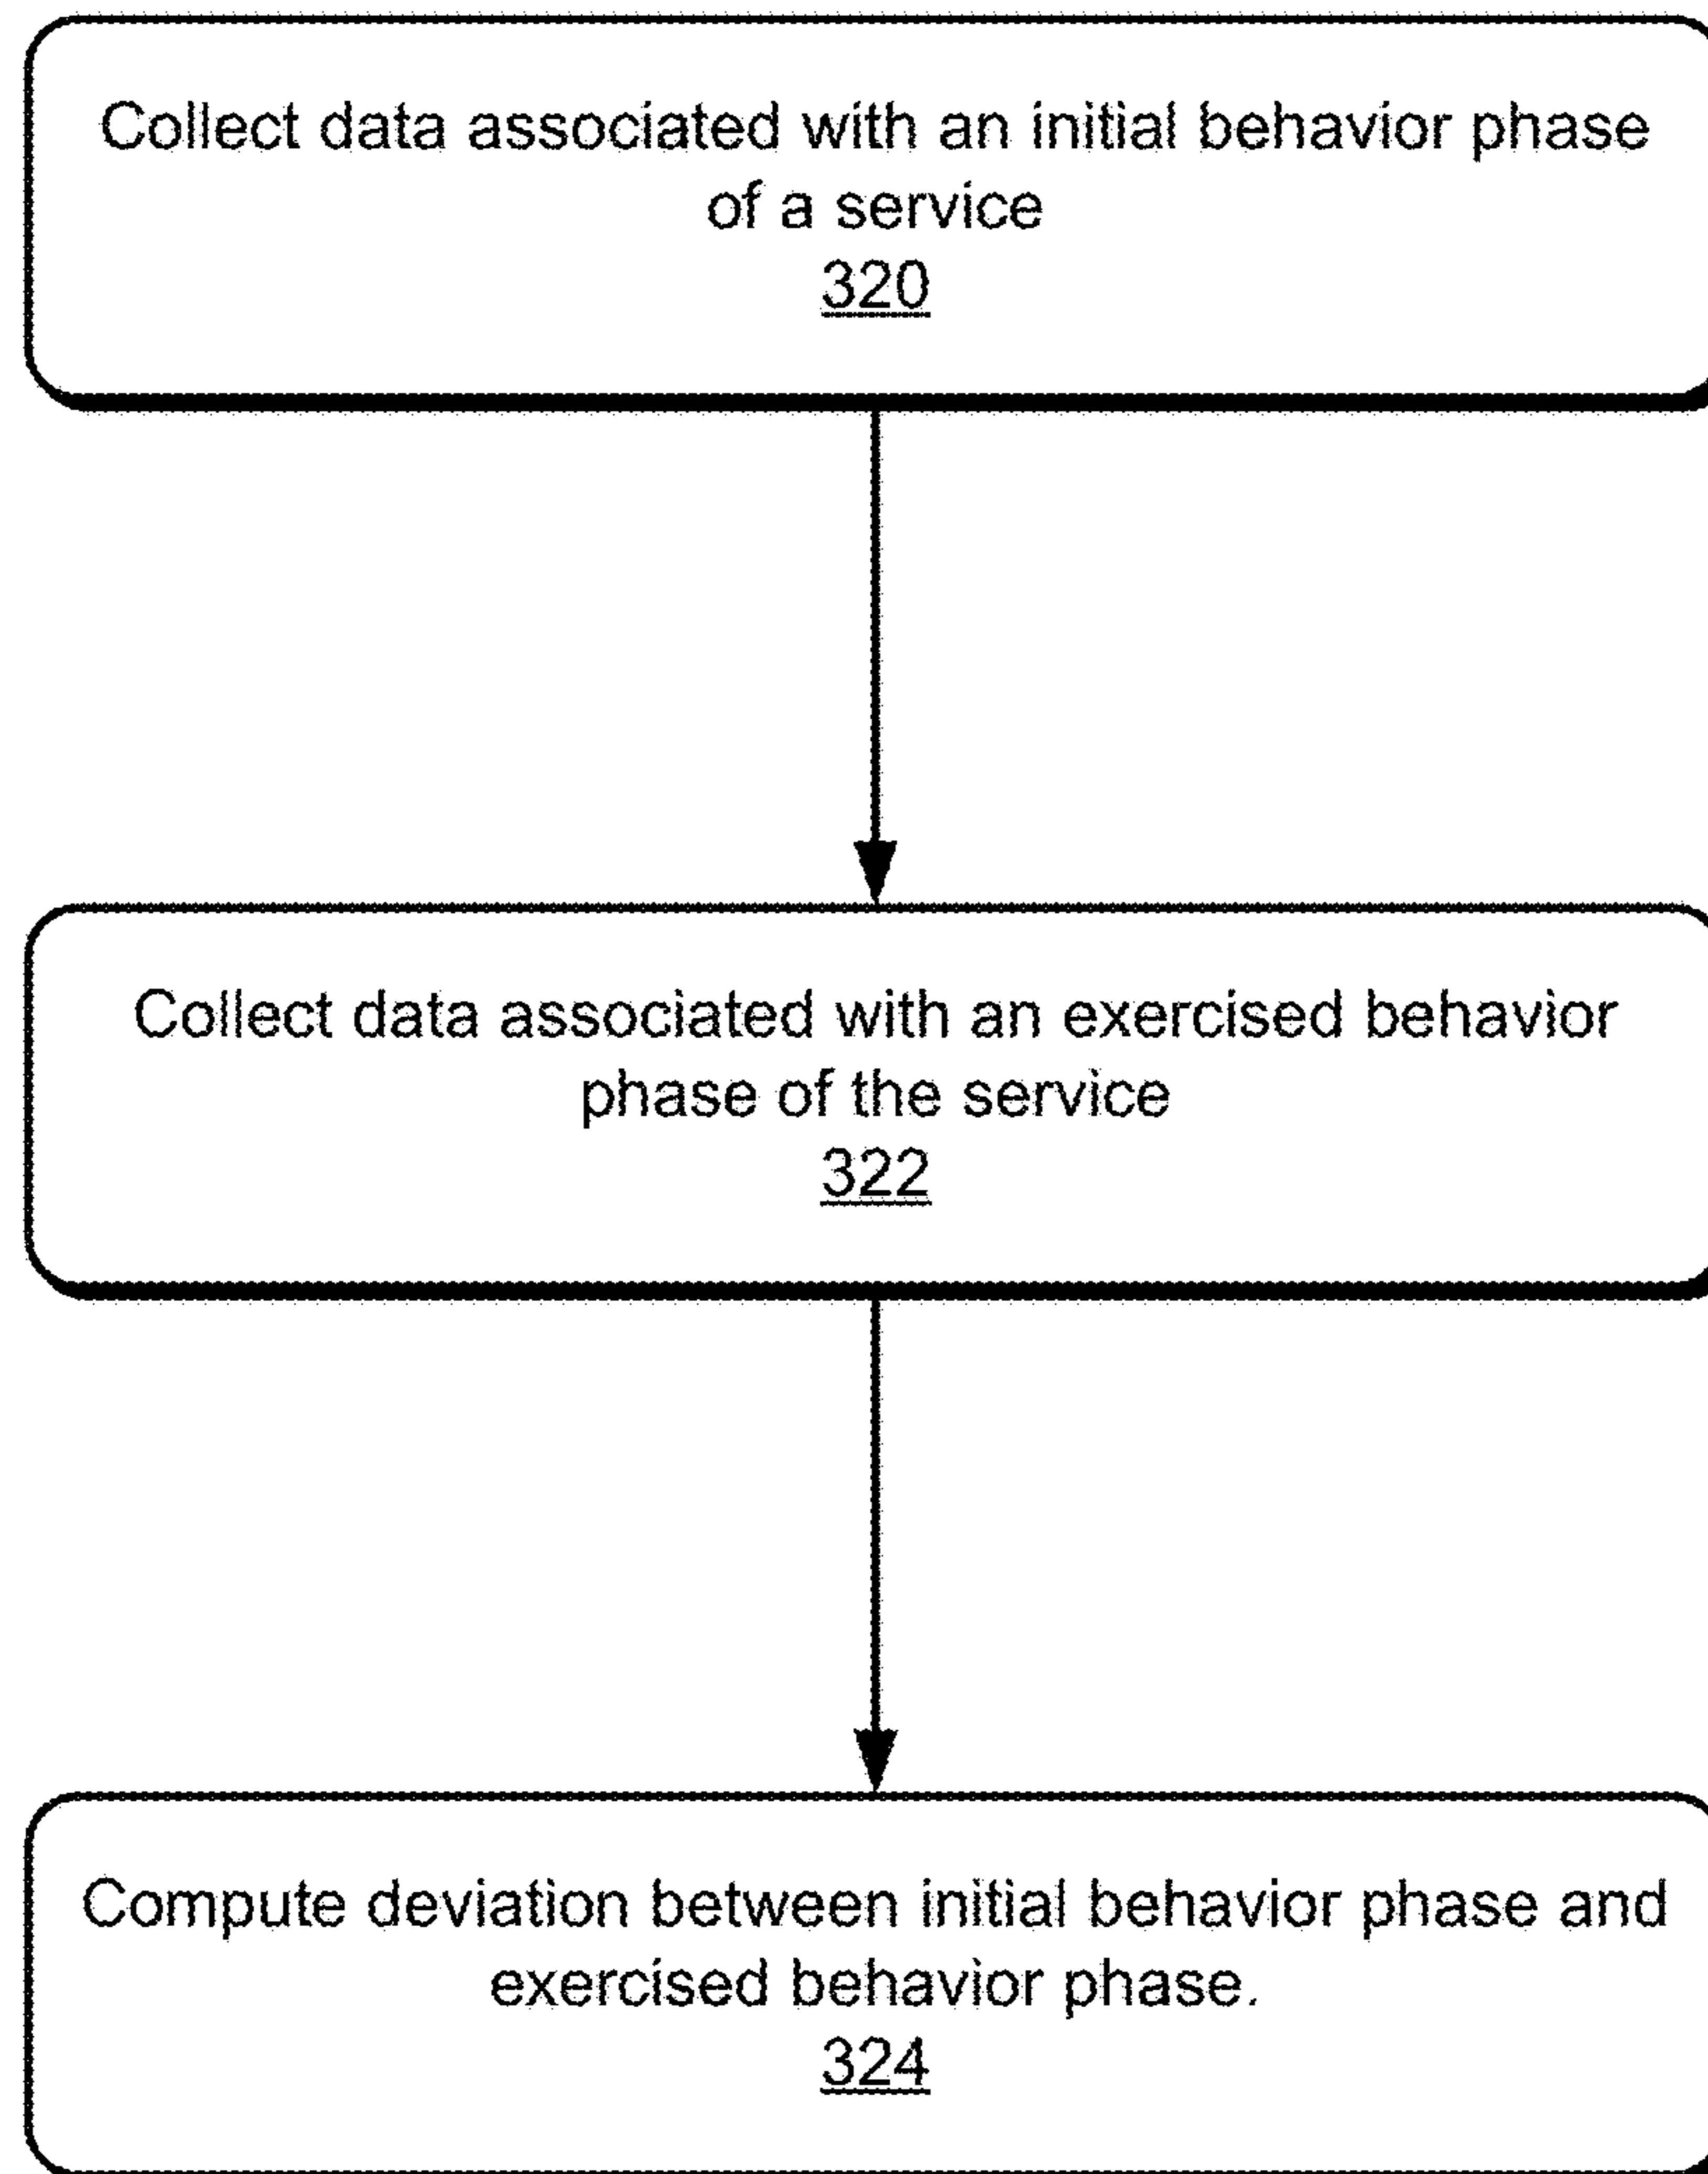 Collect data associated with an initial behavior phase
of a service
320
Collect data associated with an exercised behavior
phase of the service
322
Compute deviation between initial behavior phase and
exercised behavior phase.
324